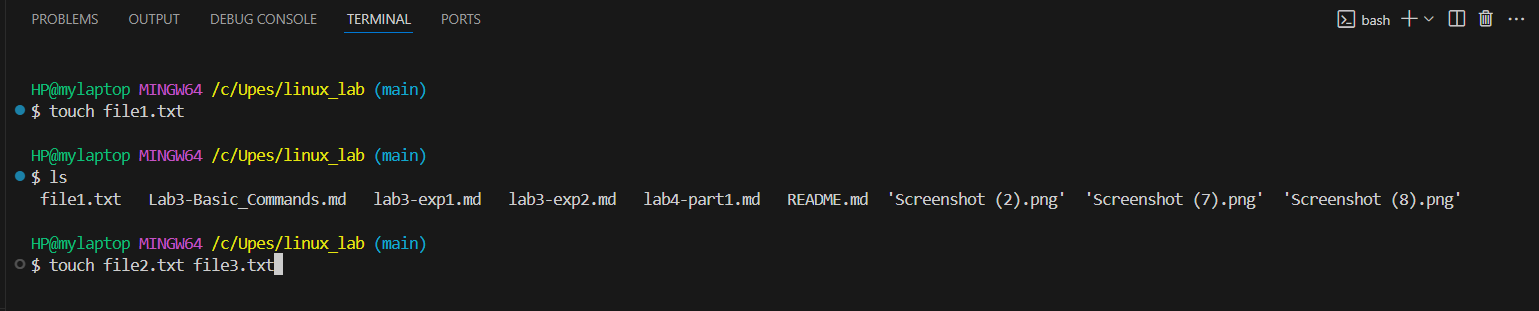 PROBLEMS OUTPUT DEBUG CONSOLE TERMINAL PORTS bash
HP@mylaptop MINGW64 /c/Upes/linux_lab (main)
$ touch file1.txt
HP@mylaptop MINGW64 /c/Upes/linux_lab (main)
$ ls
file1.txt Lab3-Basic_Commands.md lab3-exp1.md lab3-exp2.md lab4-part1.md README.md 'Screenshot (2).png' 'Screenshot (7).png' 'Screenshot (8).png'
HP@mylaptop MINGW64 /c/Upes/linux_lab (main)
$ touch file2.txt file3.txt